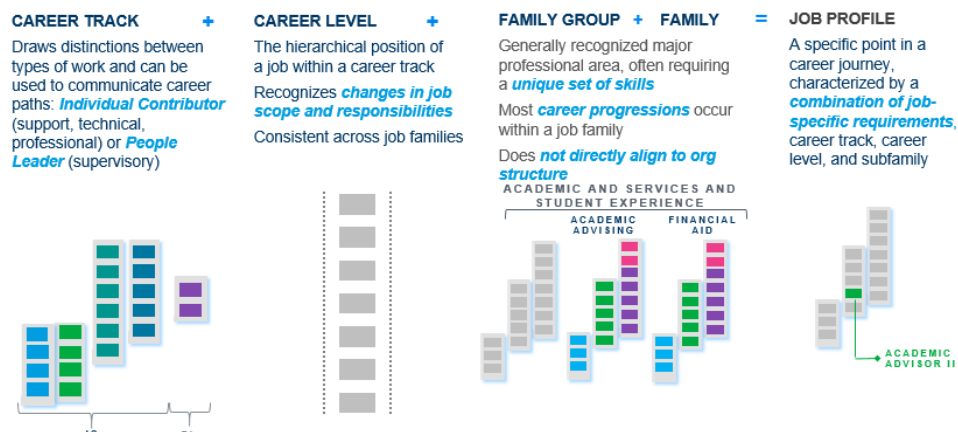 CAREER TRACK +
Draws distinctions between
types of work and can be
used to communicate career
paths: Individual Contributor
(support, technical,
professional) or People
Leader (supervisory)
CAREER LEVEL +
The hierarchical position of
a job within a career track
Recognizes changes in job
scope and responsibilities
Consistent across job families
FAMILY GROUP + FAMILY =
Generally recognized major
professional area, often requiring
a unique set of skills
Most career progressions occur
within a job family
Does not directly align to org
structure
ACADEMIC AND SERVICES AND
STUDENT EXPERIENCE
ACADEMIC
ADVISING
FINANCIAL
AID
JOB PROFILE
A specific point in a
career journey,
characterized by a
combination of job-
specific requirements,
career track, career
level, and subfamily
ACADEMIC
ADVISOR II